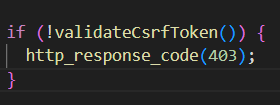 if (!validateCsrfToken()) {
  http_response_code(403);
}